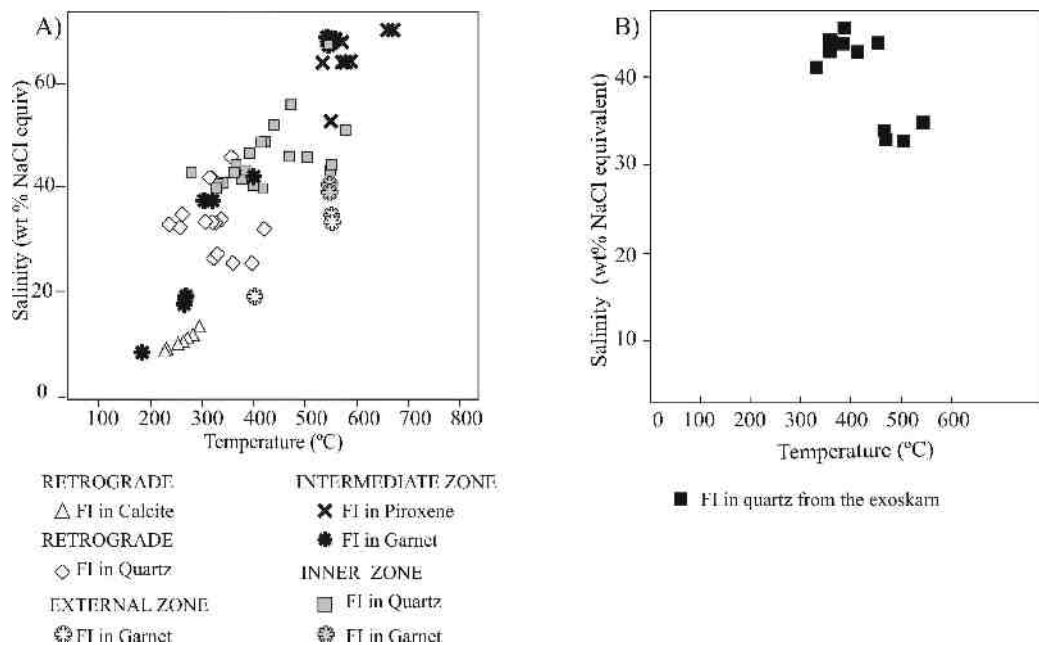 A)
Salinity (wt % NaCl equiv)
60
40
20
0
100 200 300 400 500 600 700 800
Temperature (ºC)
RETROGRADE
FI in Calcite
RETROGRADE
FI in Quartz
EXTERNAL ZONE
FI in Garnet
INTERMEDIATE ZONE
FI in Piroxene
FI in Garnet
INNER ZONE
FI in Quartz
FI in Garnet
B)
Salinity (wt% NaCl equivalent)
40
30
20
10
0 100 200 300 400 500 600
Temperature (ºC)
FI in quartz from the exoskarn